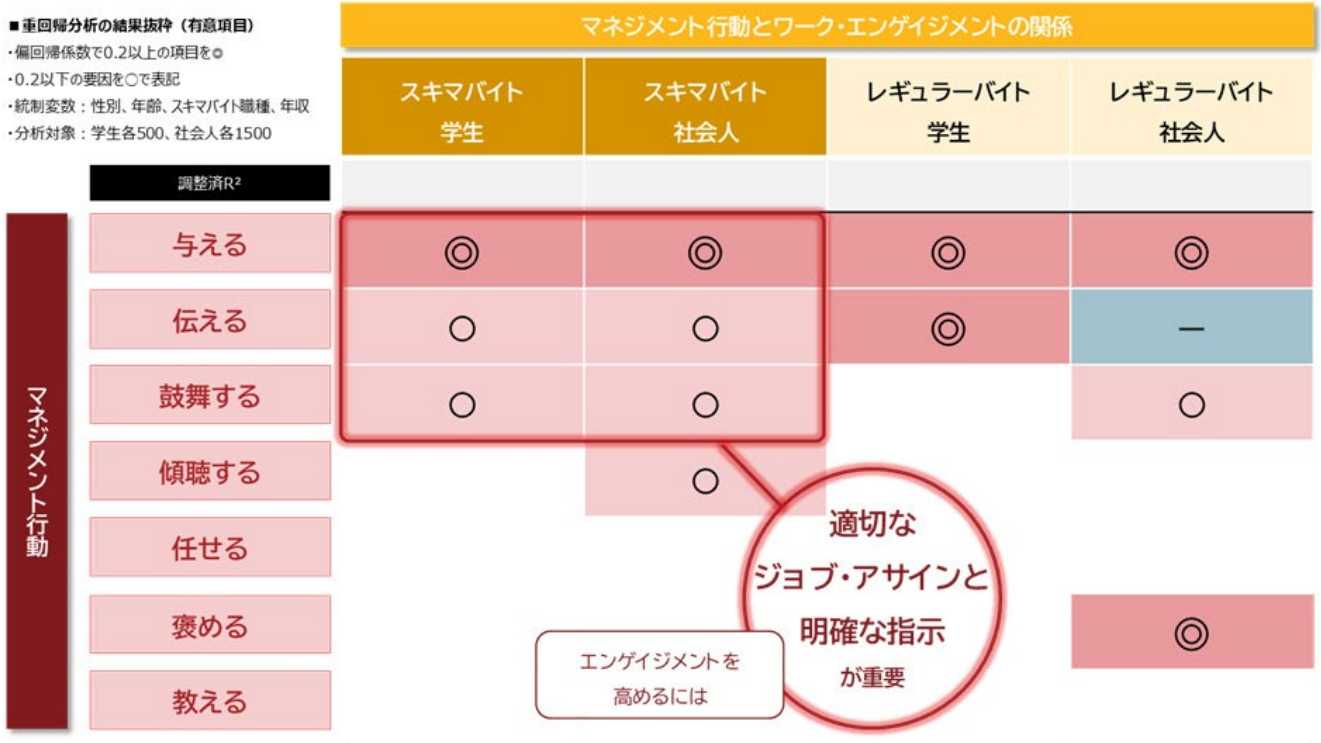 ■重回帰分析の結果抜粋（有意項目）
・偏回帰係数で0.2以上の項目を◎
・0.2以下の要因を○で表記
・統制変数：性別、年齢、スキマバイト職種、年収
・分析対象：学生各500、社会人各1500
マネジメント行動とワーク・エンゲイジメントの関係
スキマバイト
学生
スキマバイト
社会人
レギュラーバイト
学生
レギュラーバイト
社会人
調整済R²
マネジメント行動
与える
◎ ◎ ◎ ◎
伝える
○ ○ ◎ －
鼓舞する
○ ○ ○
傾聴する
○
任せる
褒める
◎
教える
エンゲイジメントを
高めるには
適切な
ジョブ・アサインと
明確な指示
が重要